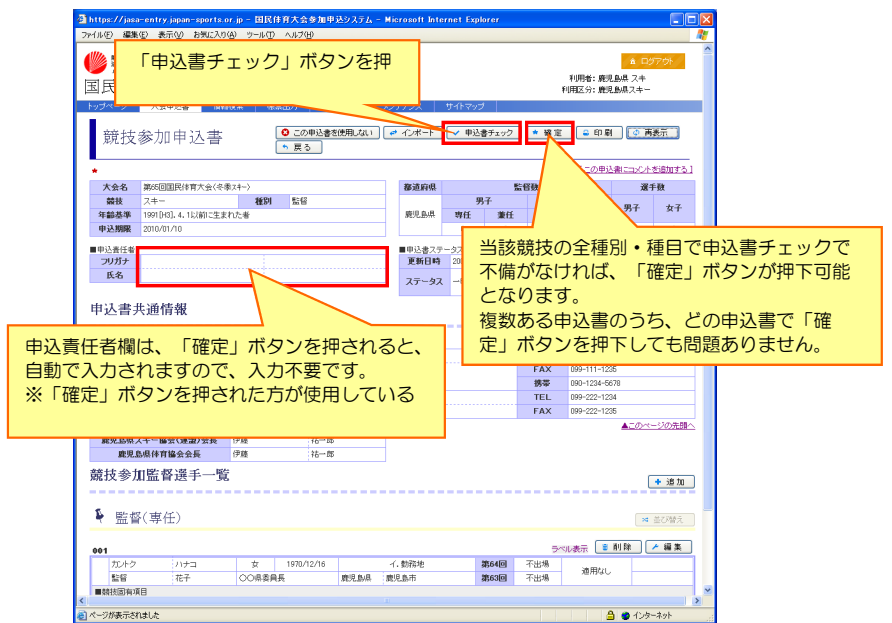 https://jasa-entry.japan-sports.or.jp - 国民体育大会参加申込システム - Microsoft Internet Explorer
ファイル(F) 編集(E) 表示(V) お気に入り(A) ツール(T) ヘルプ(H)
「申込書チェック」ボタンを押
ログアウト
国民
利用者: 鹿児島県 スキ
利用区分: 鹿児島県スキー
サイトマップ
競技参加申込書
この申込書を使用しない インポート 申込書チェック 確定 印刷 再表示
戻る
この申込書にコメントを追加する ]
大会名 第65回国民体育大会(冬季スキー)
競技 スキー 種別 監督
年齢基準 1991[H3]. 4. 1以前に生まれた者
申込期限 2010/01/10
都道府県 監督数 選手数
男子 男子 女子
鹿児島県 専任 兼任
■申込責任者
フリガナ
氏名
■申込書ステータス
更新日時 20
ステータス
当該競技の全種別・種目で申込書チェックで
不備がなければ、「確定」ボタンが押下可能
となります。
複数ある申込書のうち、どの申込書で「確
定」ボタンを押下しても問題ありません。
申込書共通情報
申込責任者欄は、「確定」ボタンを押されると、
自動で入力されますので、入力不要です。
※「確定」ボタンを押された方が使用している
FAX 099-111-1235
携帯 090-1234-5678
TEL 099-222-1234
FAX 099-222-1235
▲このページの先頭へ
鹿児島県スキー協会(連盟)会長 伊藤 祐一郎
鹿児島県体育協会会長 伊藤 祐一郎
競技参加監督選手一覧
追加
監督(専任)
並び替え
001
ラベル表示 削除 編集
カントク ハナコ 女 1970/12/16 イ. 勤務地 第64回 不出場 適用なし
監督 花子 〇〇県委員長 鹿児島県 鹿児島市 第63回 不出場
■競技固有項目
ページが表示されました インターネット